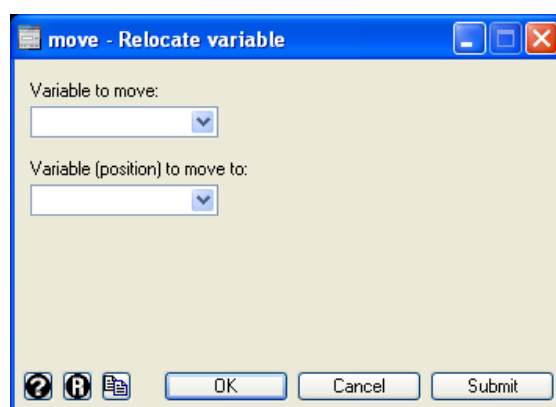 move - Relocate variable
Variable to move:
Variable (position) to move to:
? R
OK Cancel Submit